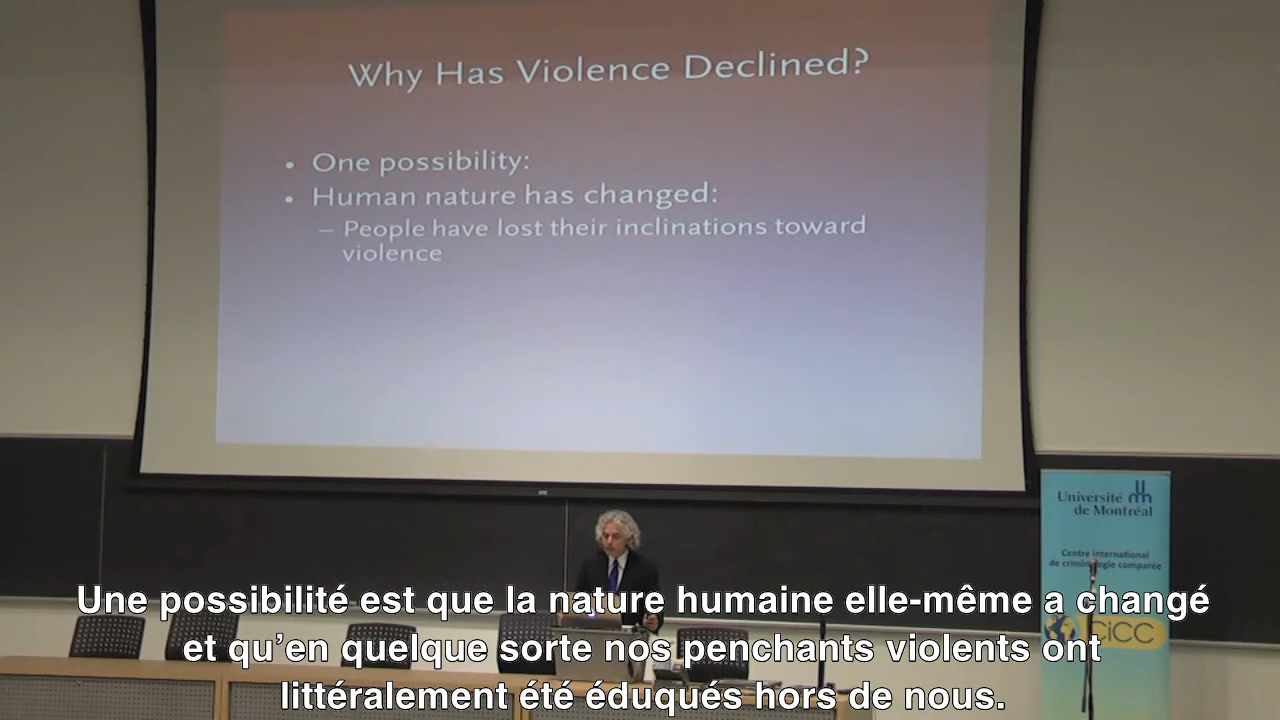 Why Has Violence Declined?
• One possibility:
• Human nature has changed:
– People have lost their inclinations toward
violence
Université
de Montréal
Centre international
de criminologie comparée
CiCC
Une possibilité est que la nature humaine elle-même a changé
et qu’en quelque sorte nos penchants violents ont
littéralement été éduqués hors de nous.